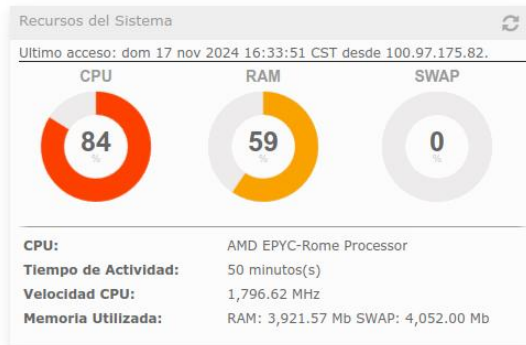 Recursos del Sistema
Ultimo acceso: dom 17 nov 2024 16:33:51 CST desde 100.97.175.82.
CPU RAM SWAP
84 59 0
% % %
CPU: AMD EPYC-Rome Processor
Tiempo de Actividad: 50 minutos(s)
Velocidad CPU: 1,796.62 MHz
Memoria Utilizada: RAM: 3,921.57 Mb SWAP: 4,052.00 Mb